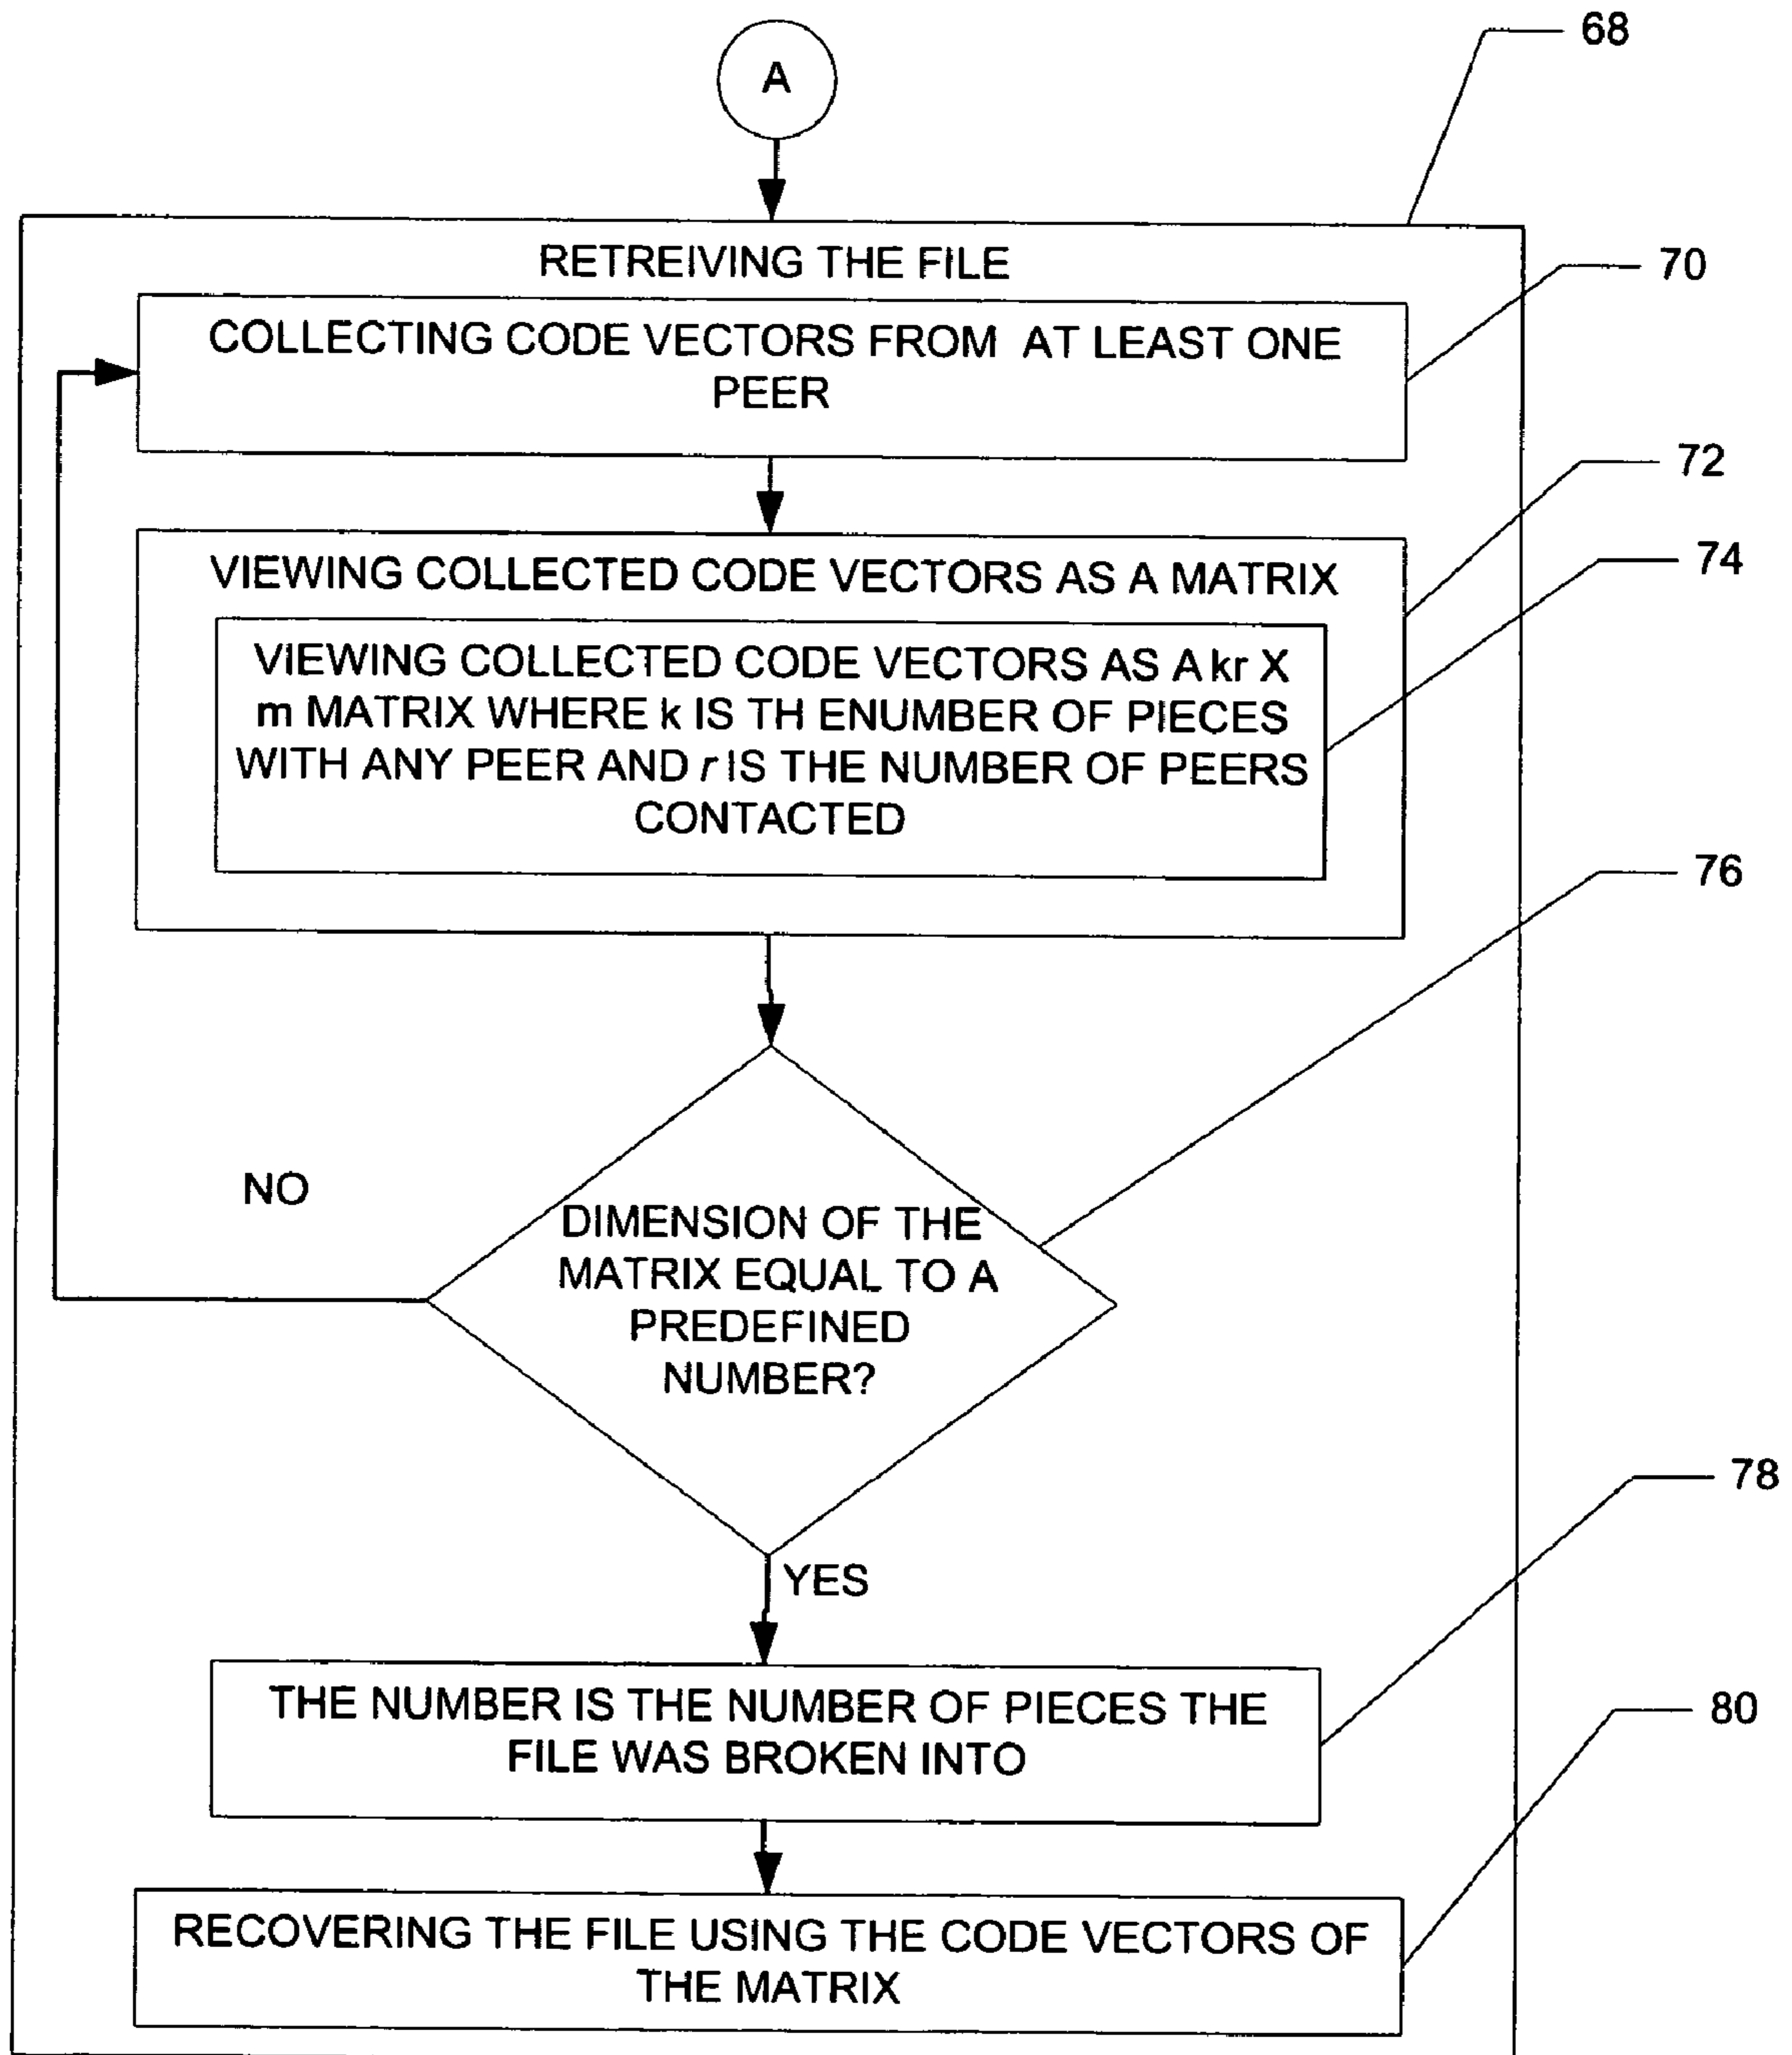 A
68
RETREIVING THE FILE
70
COLLECTING CODE VECTORS FROM AT LEAST ONE
PEER
72
VIEWING COLLECTED CODE VECTORS AS A MATRIX
74
VIEWING COLLECTED CODE VECTORS AS A kr X
m MATRIX WHERE k IS TH ENUMBER OF PIECES
WITH ANY PEER AND r IS THE NUMBER OF PEERS
CONTACTED
76
NO
DIMENSION OF THE
MATRIX EQUAL TO A
PREDEFINED
NUMBER?
78
YES
THE NUMBER IS THE NUMBER OF PIECES THE
FILE WAS BROKEN INTO
80
RECOVERING THE FILE USING THE CODE VECTORS OF
THE MATRIX